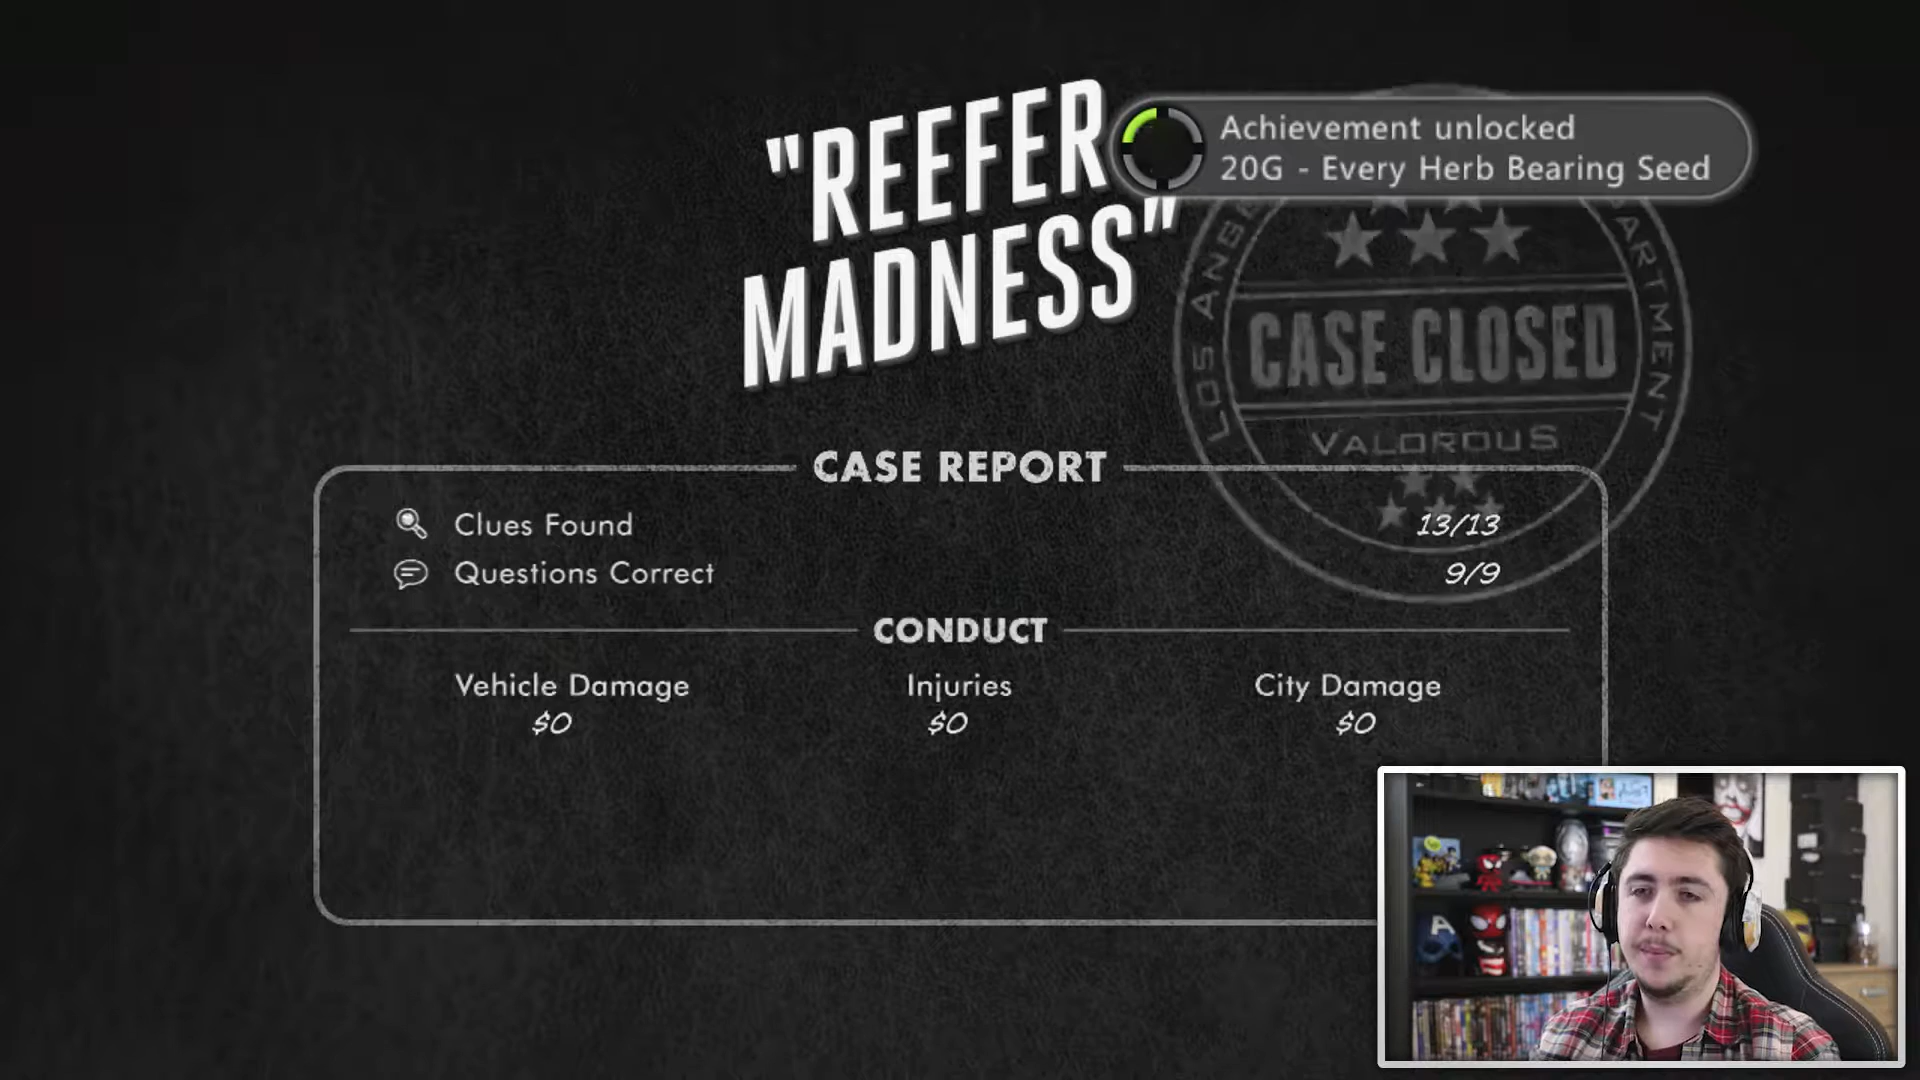 "REEFER
MADNESS"
Achievement unlocked
20G - Every Herb Bearing Seed
CASE CLOSED
VALOROUS
CASE REPORT
Clues Found 13/13
Questions Correct 9/9
CONDUCT
Vehicle Damage Injuries City Damage
$0 $0 $0
A